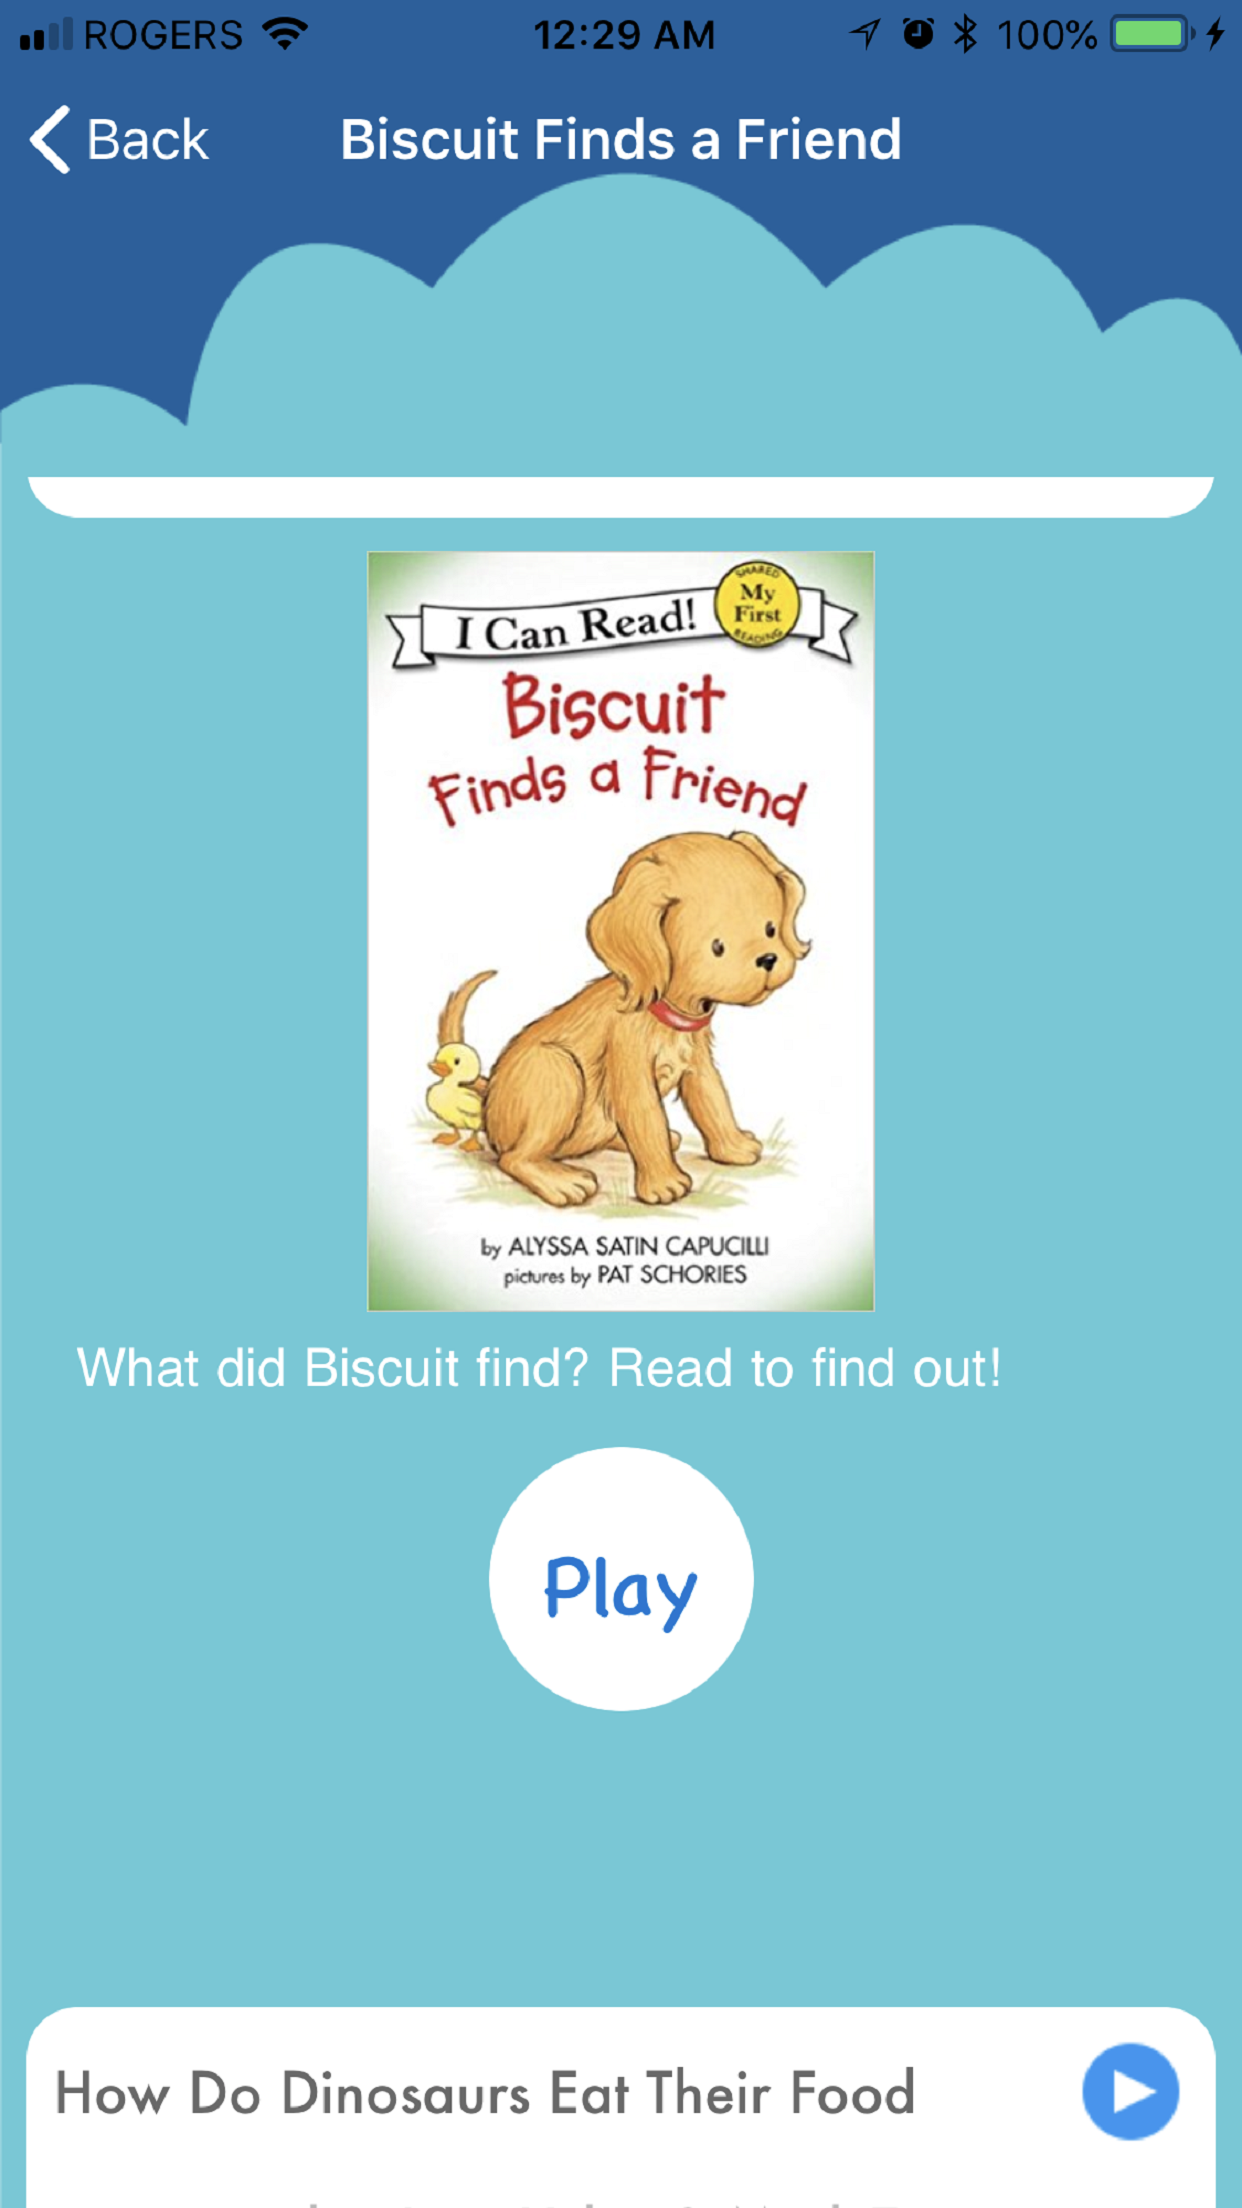 ROGERS 12:29 AM 100%
Back Biscuit Finds a Friend
I Can Read!
SHARED
My
First
READING
Biscuit
Finds a Friend
by ALYSSA SATIN CAPUCILLI
pictures by PAT SCHORIES
What did Biscuit find? Read to find out!
Play
How Do Dinosaurs Eat Their Food